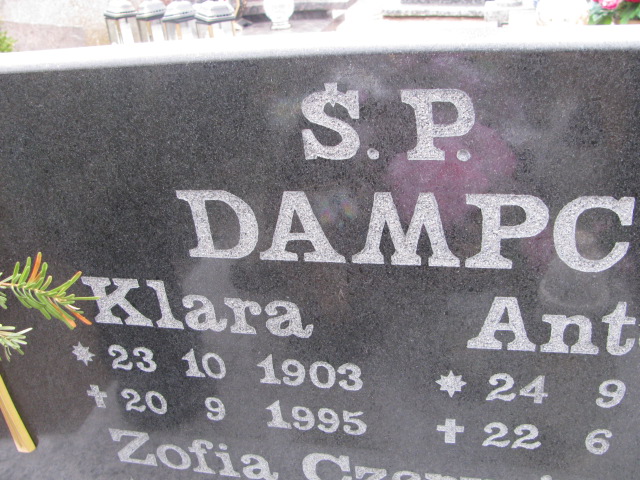 Ś.P.
DAMPC
Klara Ant
* 23 10 1903 * 24 9
✝ 20 9 1995 ✝ 22 6
Zofia